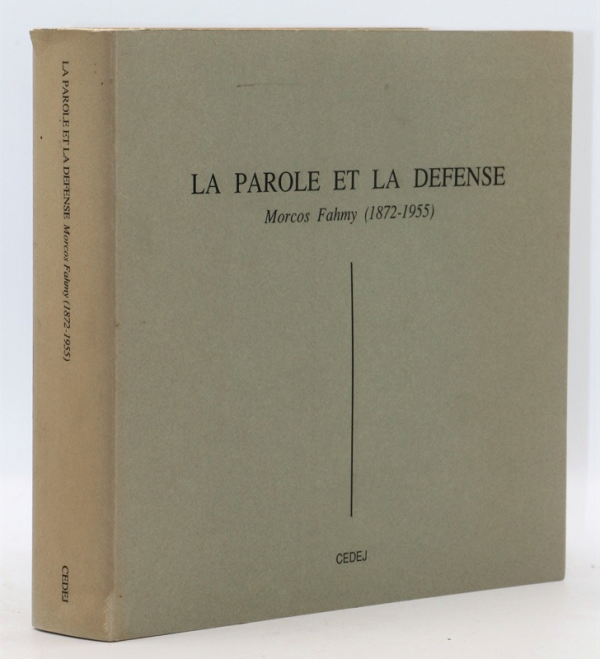 LA PAROLE ET LA DEFENSE Morcos Fahmy (1872-1955)
CEDEJ
LA PAROLE ET LA DEFENSE
Morcos Fahmy (1872-1955)
CEDEJ